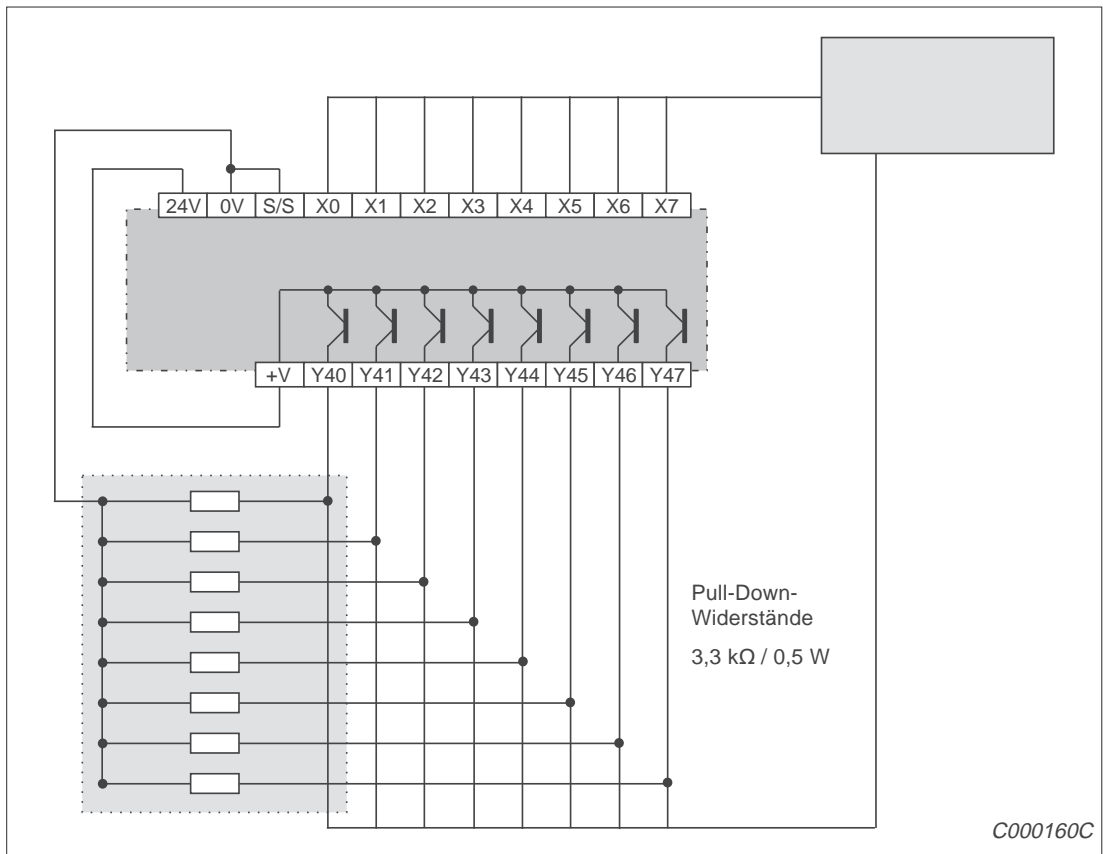 24V 0V S/S X0 X1 X2 X3 X4 X5 X6 X7
+V Y40 Y41 Y42 Y43 Y44 Y45 Y46 Y47
Pull-Down-
Widerstände
3,3 kΩ / 0,5 W
C000160C